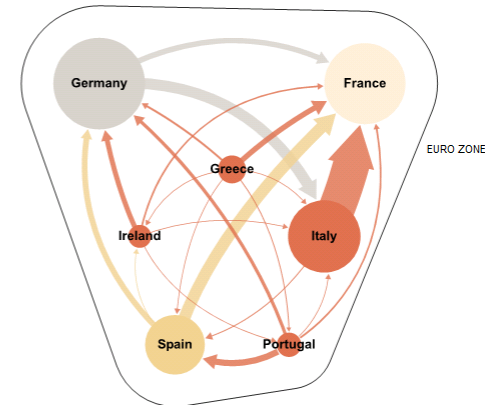 Germany
France
EURO ZONE
Greece
Ireland
Italy
Spain
Portugal